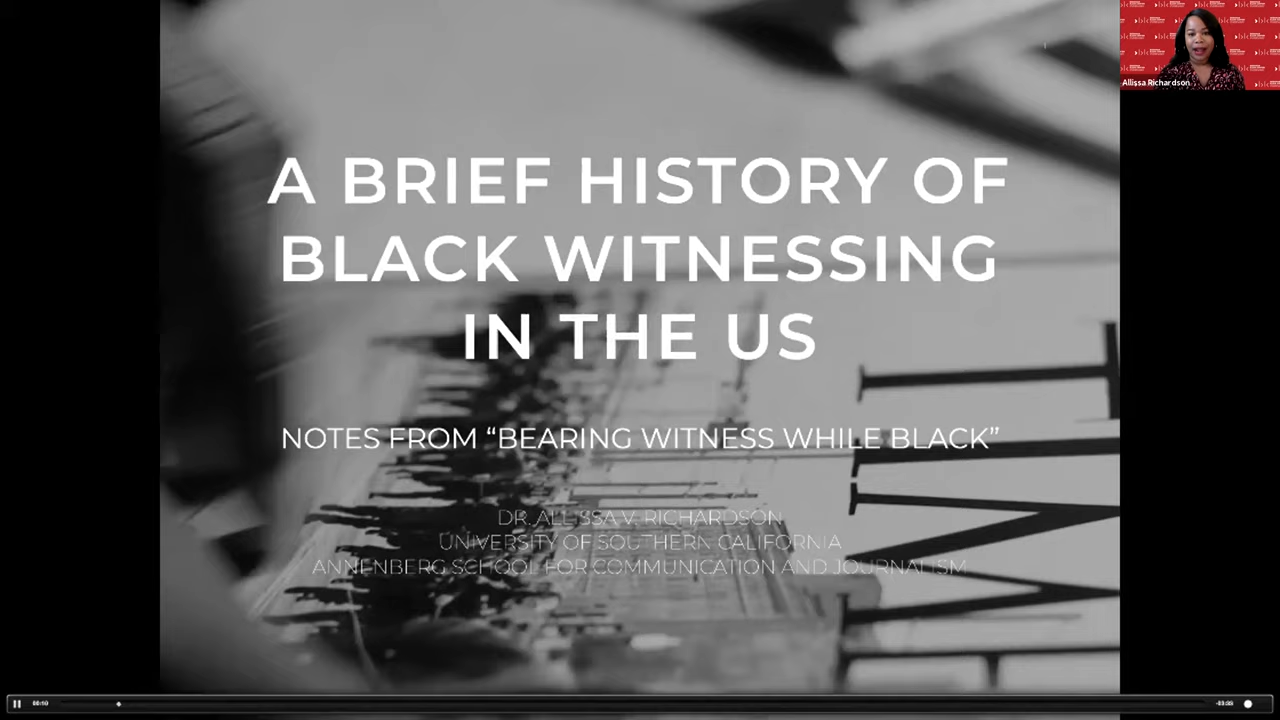 A BRIEF HISTORY OF
BLACK WITNESSING
IN THE US
NOTES FROM “BEARING WITNESS WHILE BLACK”
DR. ALLISSA V. RICHARDSON
UNIVERSITY OF SOUTHERN CALIFORNIA
ANNENBERG SCHOOL FOR COMMUNICATION AND JOURNALISM
Allissa Richardson